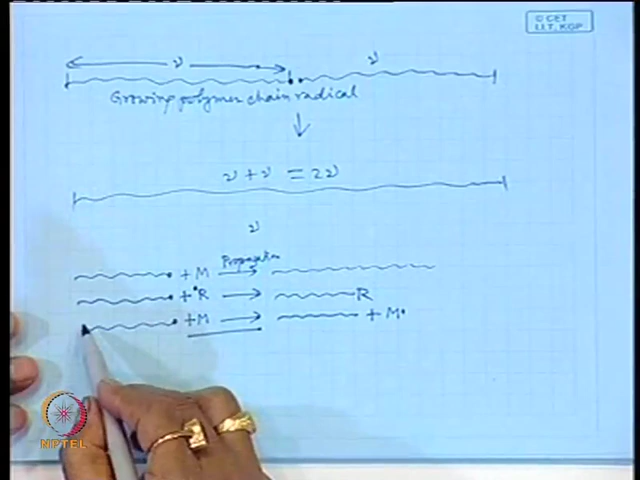 © CET
I.I.T. KGP
ν ν
Growing polymer chain radical
ν + ν = 2ν
ν
+ M Propagation →
+ •R → R
+ M → + M•
NPTEL